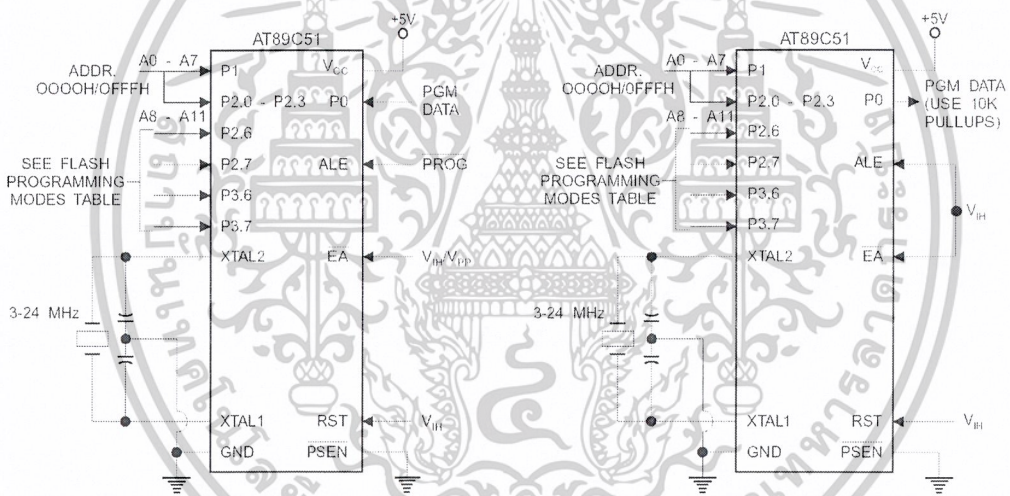 +5V
AT89C51
A0 - A7
ADDR.
OOOOH/OFFFH
P1
VCC
P2.0 - P2.3
P0
PGM
DATA
A8 - A11
P2.6
P2.7
ALE
PROG
SEE FLASH
PROGRAMMING
MODES TABLE
P3.6
P3.7
XTAL2
EA
VIH/VPP
3-24 MHz
XTAL1
RST
VIH
GND
PSEN
+5V
AT89C51
A0 - A7
ADDR.
OOOOH/OFFFH
P1
VCC
P2.0 - P2.3
P0
PGM DATA
(USE 10K
PULLUPS)
A8 - A11
P2.6
P2.7
ALE
SEE FLASH
PROGRAMMING
MODES TABLE
P3.6
P3.7
VIH
XTAL2
EA
3-24 MHz
XTAL1
RST
VIH
GND
PSEN